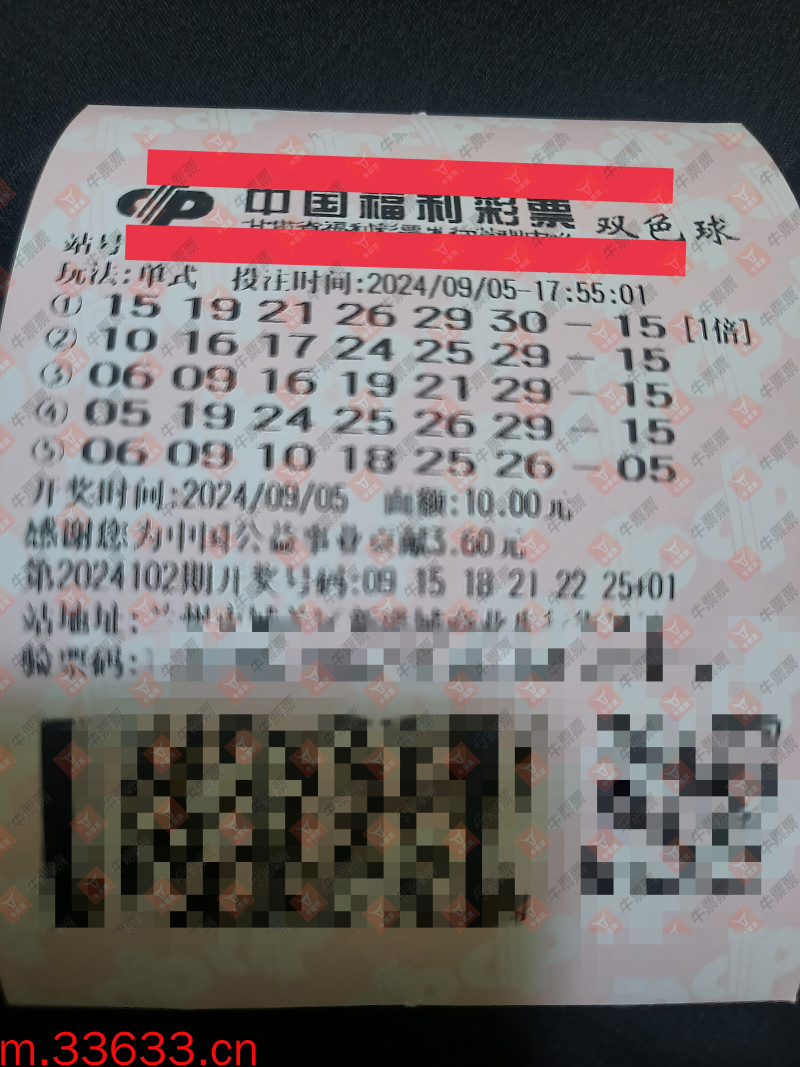 中国福利彩票 双色球
站号
玩法:单式 投注时间:2024/09/05-17:55:01
① 15 19 21 26 29 30 - 15 [1倍]
② 10 16 17 24 25 29 - 15
③ 06 09 16 19 21 29 - 15
④ 05 19 24 25 26 29 - 15
⑤ 06 09 10 18 25 26 - 05
开奖时间:2024/09/05 面额:10.00元
感谢您为中国公益事业贡献3.60元
第2024102期开奖号码:09 15 18 21 22 25+01
站地址:
验票码:
牛票票
m.33633.cn